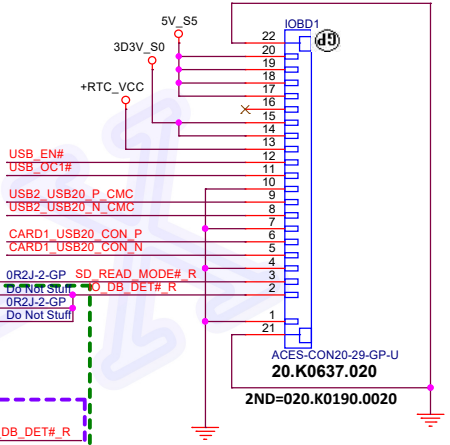 IOBD1
5V_S5
22
GP
20
3D3V_S0
19
18
17
+RTC_VCC
16
15
14
13
USB_EN#
12
USB_OC1#
11
10
USB2_USB20_P_CMC
9
USB2_USB20_N_CMC
8
7
CARD1_USB20_CON_P
6
CARD1_USB20_CON_N
5
4
0R2J-2-GP
SD_READ_MODE#_R
3
Do Not Stuff
O_DB_DET#_R
2
0R2J-2-GP
Do Not Stuff
1
21
ACES-CON20-29-GP-U
20.K0637.020
2ND=020.K0190.0020
DB_DET#_R